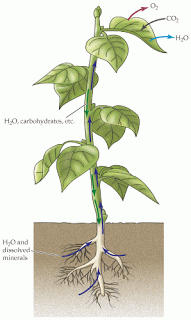 O₂
CO₂
H₂O
H₂O, carbohydrates, etc.
H₂O and
dissolved
minerals